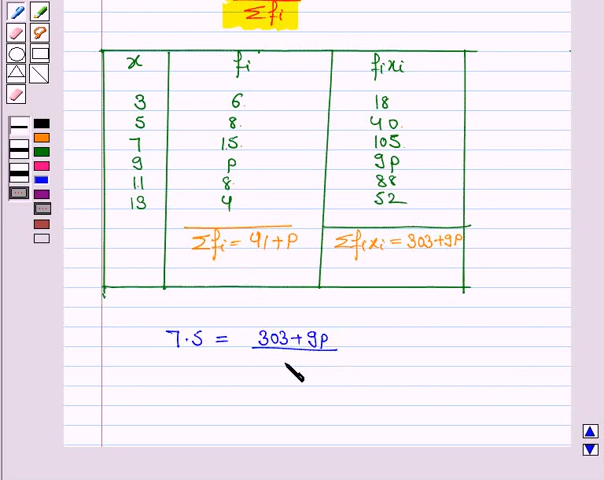 Σfi
x fi fixi
3 6 18
5 8 40
7 15 105
9 p 9p
11 8 88
13 4 52
Σfi = 41+p Σfixi = 303+9p
7.5 = 303+9p